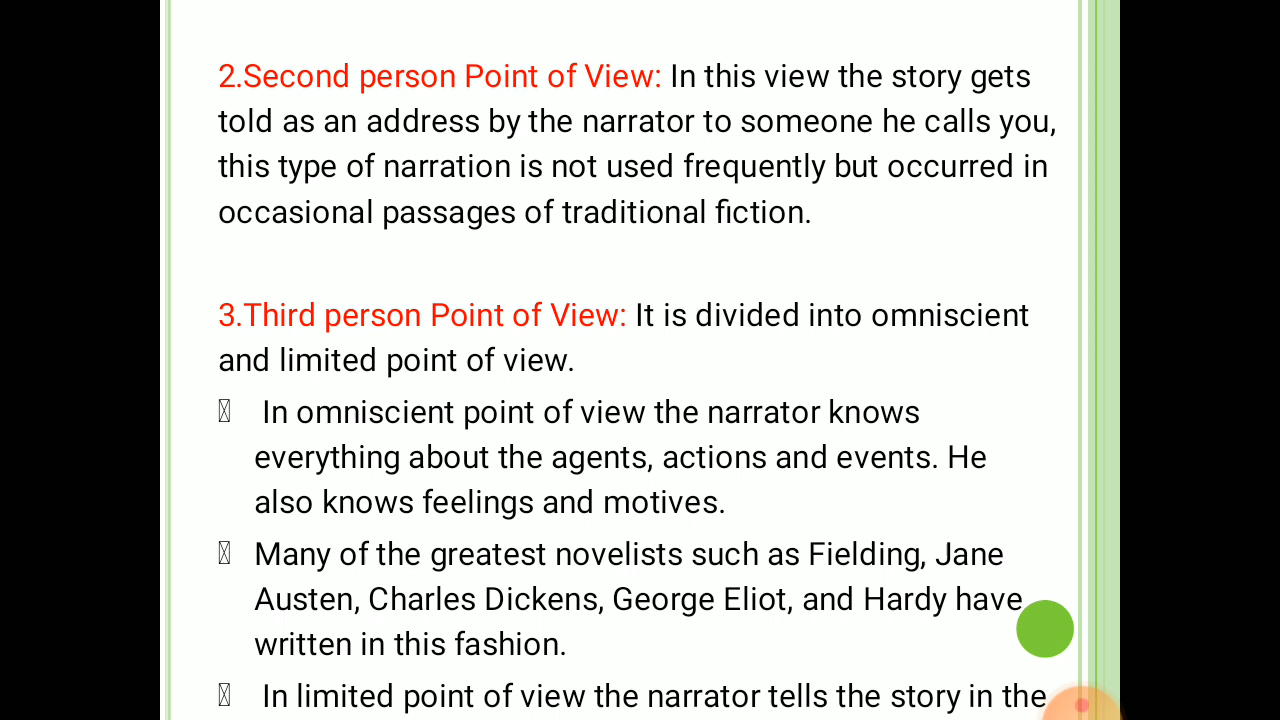 2.Second person Point of View: In this view the story gets
told as an address by the narrator to someone he calls you,
this type of narration is not used frequently but occurred in
occasional passages of traditional fiction.
3.Third person Point of View: It is divided into omniscient
and limited point of view.
In omniscient point of view the narrator knows
everything about the agents, actions and events. He
also knows feelings and motives.
Many of the greatest novelists such as Fielding, Jane
Austen, Charles Dickens, George Eliot, and Hardy have
written in this fashion.
In limited point of view the narrator tells the story in the